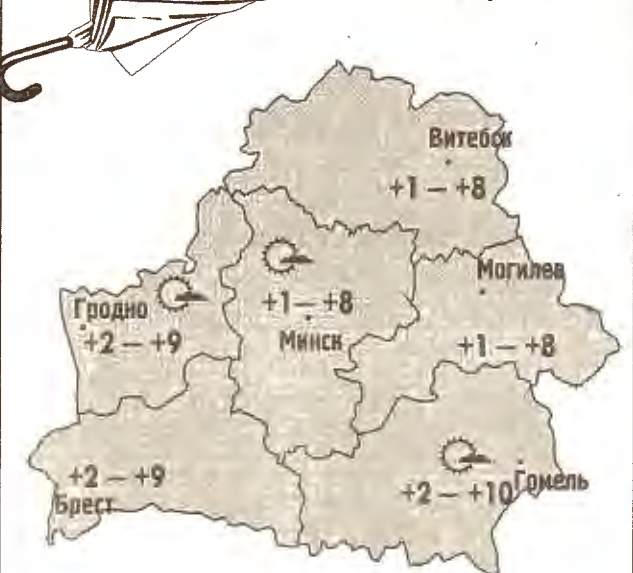 Витебск
+1 – +8
Могилев
+1 – +8
Гродно
+2 – +9
+1 – +8
Минск
+2 – +9
Брест
+2 – +10
Гомель